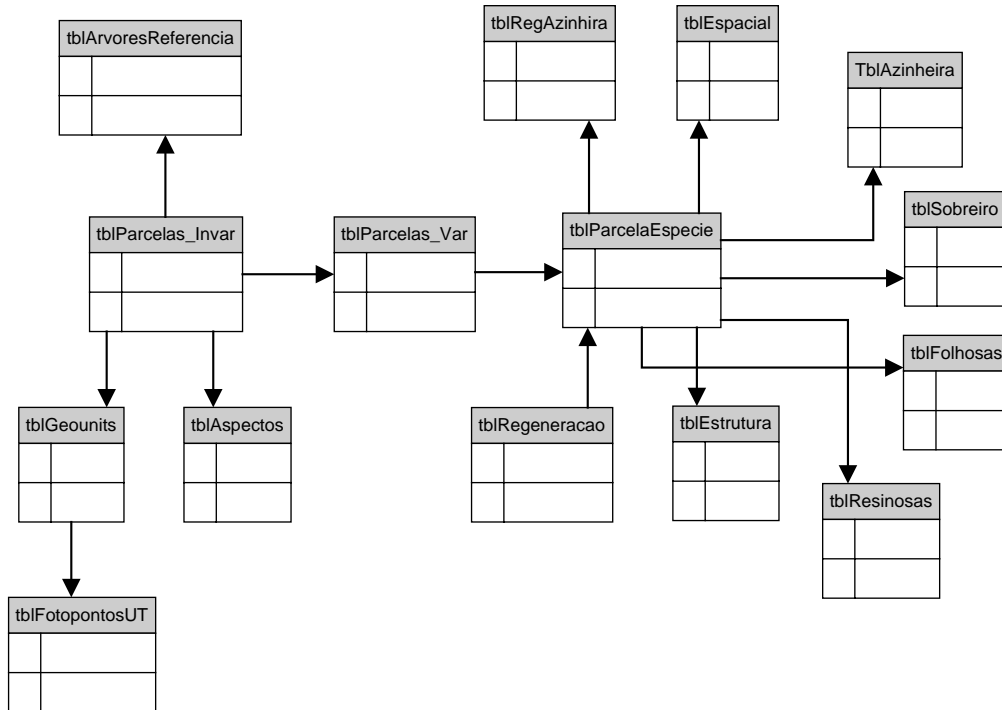 tblArvoresReferencia
tblRegAzinhira
tblEspacial
TblAzinheira
tblParcelas_Invar
tblParcelas_Var
tblParcelaEspecie
tblSobreiro
tblFolhosas
tblGeounits
tblAspectos
tblRegeneracao
tblEstrutura
tblResinosas
tblFotopontosUT